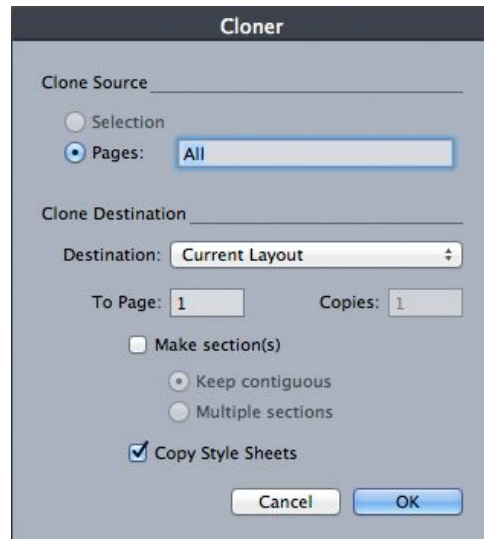 Cloner
Clone Source
Selection
Pages: All
Clone Destination
Destination: Current Layout
To Page: 1 Copies: 1
Make section(s)
Keep contiguous
Multiple sections
Copy Style Sheets
Cancel OK